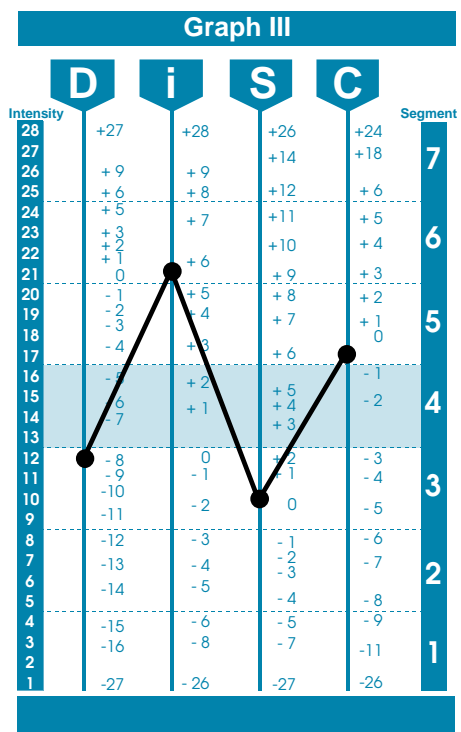 Graph III
D i S C
Intensity Segment
28 +27 +28 +26 +24
27 +14 +18 7
26 + 9 + 9
25 + 6 + 8 +12 + 6
24 + 5 + 7 +11 + 5
23 + 3 6
22 + 2 +10 + 4
+ 1 + 6
21 0 + 9 + 3
20 - 1 + 5 + 8 + 2
19 - 2 + 4 + 7 + 1 5
18 - 3 0
17 - 4 + 3 + 6
16 - 5 + 2 - 1
15 - 6 + 1 + 5 - 2 4
14 - 7 + 4
13 + 3
12 - 8 0 + 2 - 3
11 - 9 - 1 + 1 - 4 3
10 -10 - 2 0 - 5
9 -11
8 -12 - 3 - 1 - 6
7 -13 - 4 - 2 - 7 2
6 -14 - 5 - 3
5 - 4 - 8
4 -15 - 6 - 5 - 9
3 -16 - 8 - 7 -11 1
2
1 -27 - 26 -27 -26